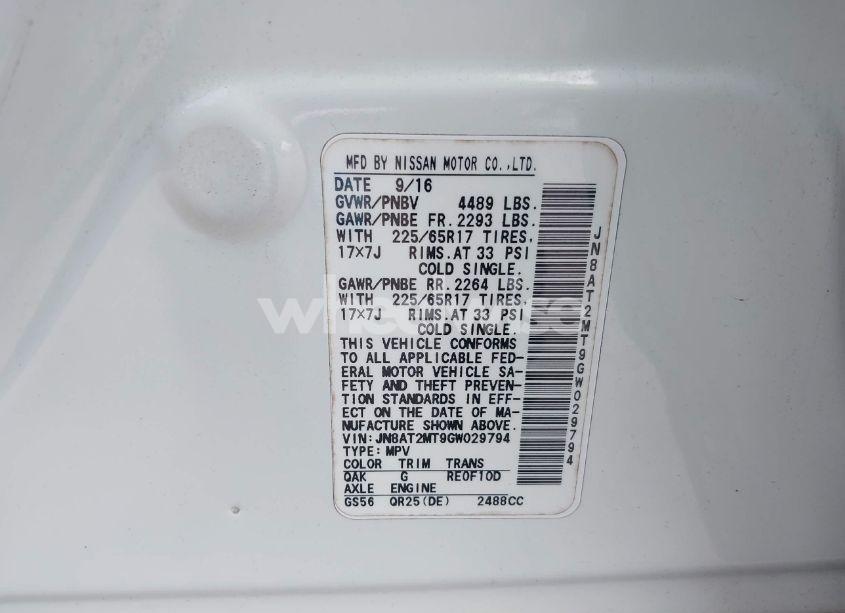 MFD BY NISSAN MOTOR CO.,LTD.
DATE 9/16
GVWR/PNBV 4489 LBS.
GAWR/PNBE FR. 2293 LBS.
WITH 225/65R17 TIRES,
17×7J RIMS.AT 33 PSI
COLD SINGLE.
GAWR/PNBE RR. 2264 LBS.
WITH 225/65R17 TIRES,
17×7J RIMS.AT 33 PSI
COLD SINGLE.
THIS VEHICLE CONFORMS
TO ALL APPLICABLE FED-
ERAL MOTOR VEHICLE SA-
FETY AND THEFT PREVEN-
TION STANDARDS IN EFF-
ECT ON THE DATE OF MA-
NUFACTURE SHOWN ABOVE.
VIN:JN8AT2MT9GW029794
TYPE:MPV
COLOR TRIM TRANS
QAK G RE0F10D
AXLE ENGINE
GS56 QR25(DE) 2488CC
JN8AT2MT9GW029794